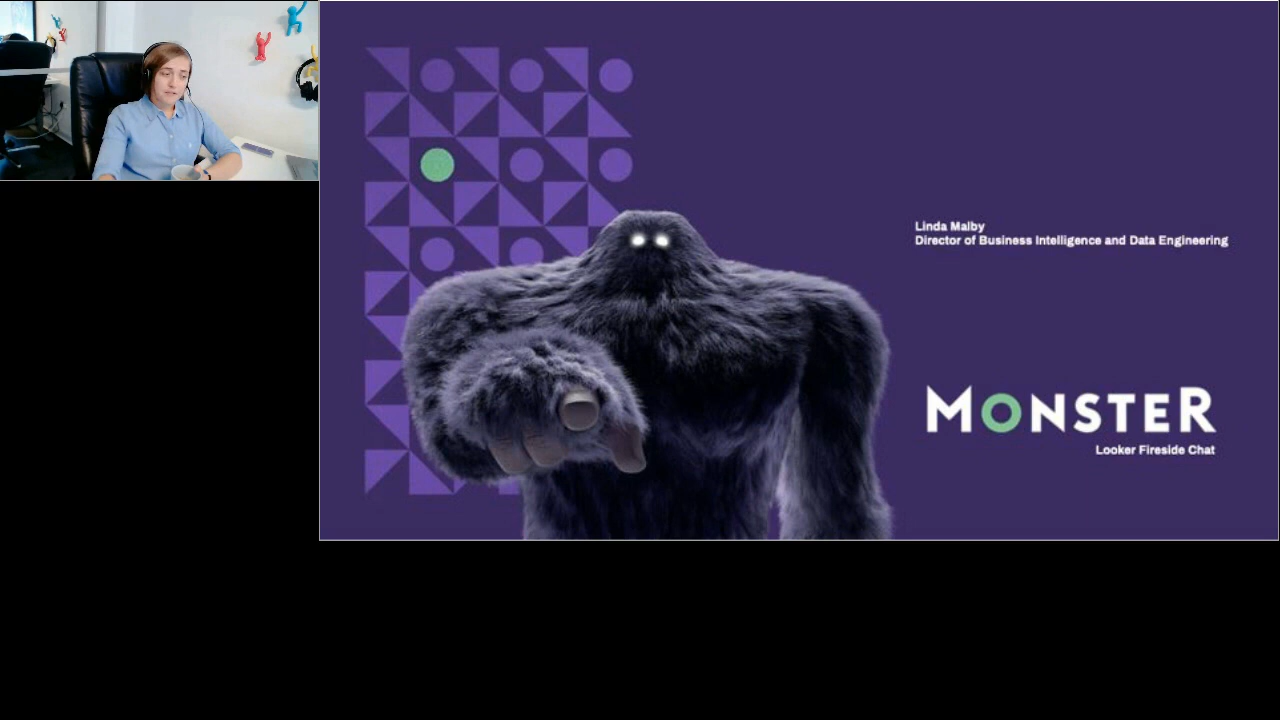 Linda Malby
Director of Business Intelligence and Data Engineering
MONSTER
Looker Fireside Chat